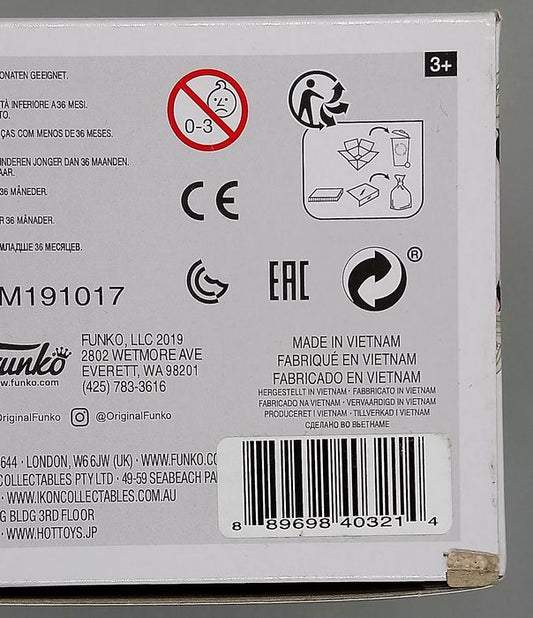 3+
ONATEN GEEIGNET.
TÀ INFERIORE A 36 MESI.
TO.
ÇAS COM MENOS DE 36 MESES.
INDEREN JONGER DAN 36 MAANDEN.
AAR.
36 MÅNEDER.
R 36 MÅNADER.
МЛАДШЕ 36 МЕСЯЦЕВ.
0-3
CE
M191017
EAC
®
Funko
w.funko.com
FUNKO, LLC 2019
2802 WETMORE AVE
EVERETT, WA 98201
(425) 783-3616
OriginalFunko
@OriginalFunko
MADE IN VIETNAM
FABRIQUÉ EN VIETNAM
FABRICADO EN VIETNAM
HERGESTELLT IN VIETNAM · FABBRICATO IN VIETNAM
FABRICADO NA VIETNAM · VERVAARDIGD IN VIETNAM
PRODUCERET I VIETNAM · TILLVERKAD I VIETNAM
СДЕЛАНО ВО ВЬЕТНАМЕ
644 · LONDON, W6 6JW (UK) · WWW.FUNKO.C
COLLECTABLES PTY LTD · 49-59 SEABEACH PA
· WWW.IKONCOLLECTABLES.COM.AU
G BLDG 3RD FLOOR
· WWW.HOTTOYS.JP
8 89698 40321 4